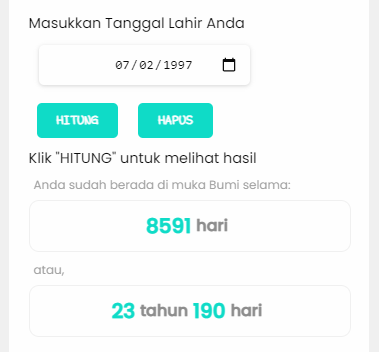 Masukkan Tanggal Lahir Anda
07/02/1997
HITUNG HAPUS
Klik "HITUNG" untuk melihat hasil
Anda sudah berada di muka Bumi selama:
8591 hari
atau,
23 tahun 190 hari